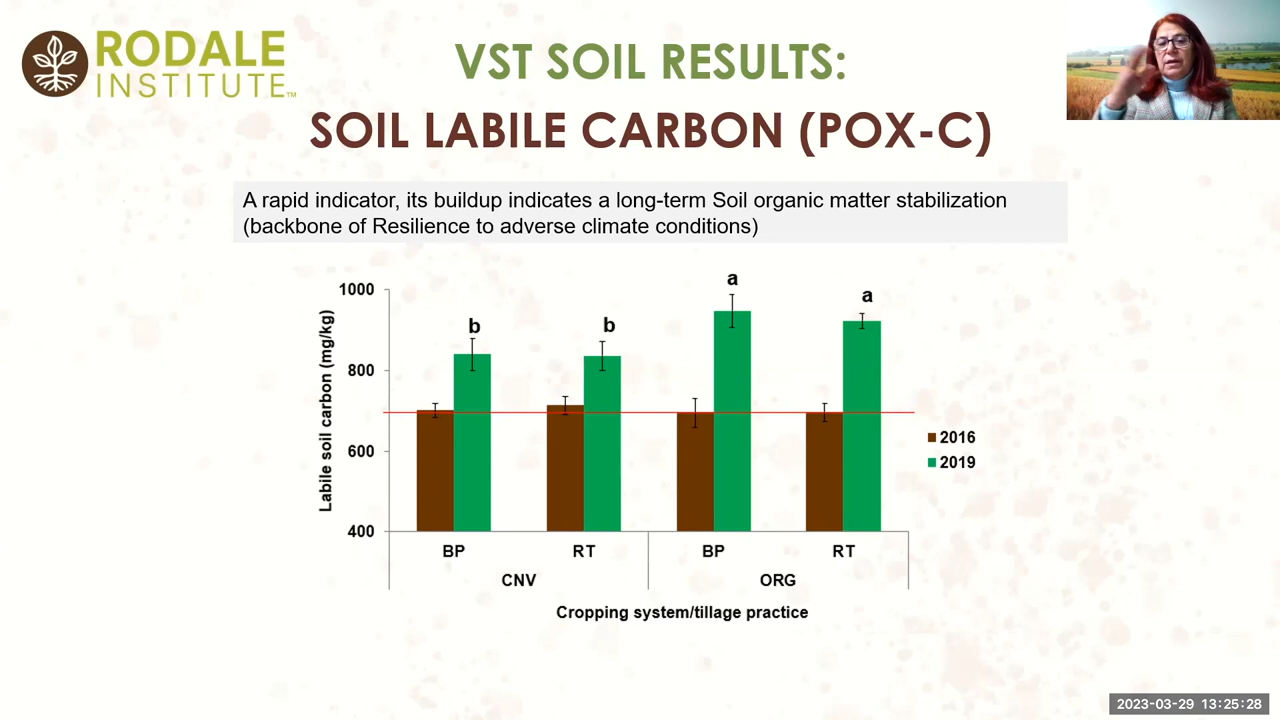 RODALE
INSTITUTE™
VST SOIL RESULTS:
SOIL LABILE CARBON (POX-C)
A rapid indicator, its buildup indicates a long-term Soil organic matter stabilization
(backbone of Resilience to adverse climate conditions)
Labile soil carbon (mg/kg)
1000
800
600
400
b
b
a
a
2016
2019
BP
RT
BP
RT
CNV
ORG
Cropping system/tillage practice
2023-03-29 13:25:28